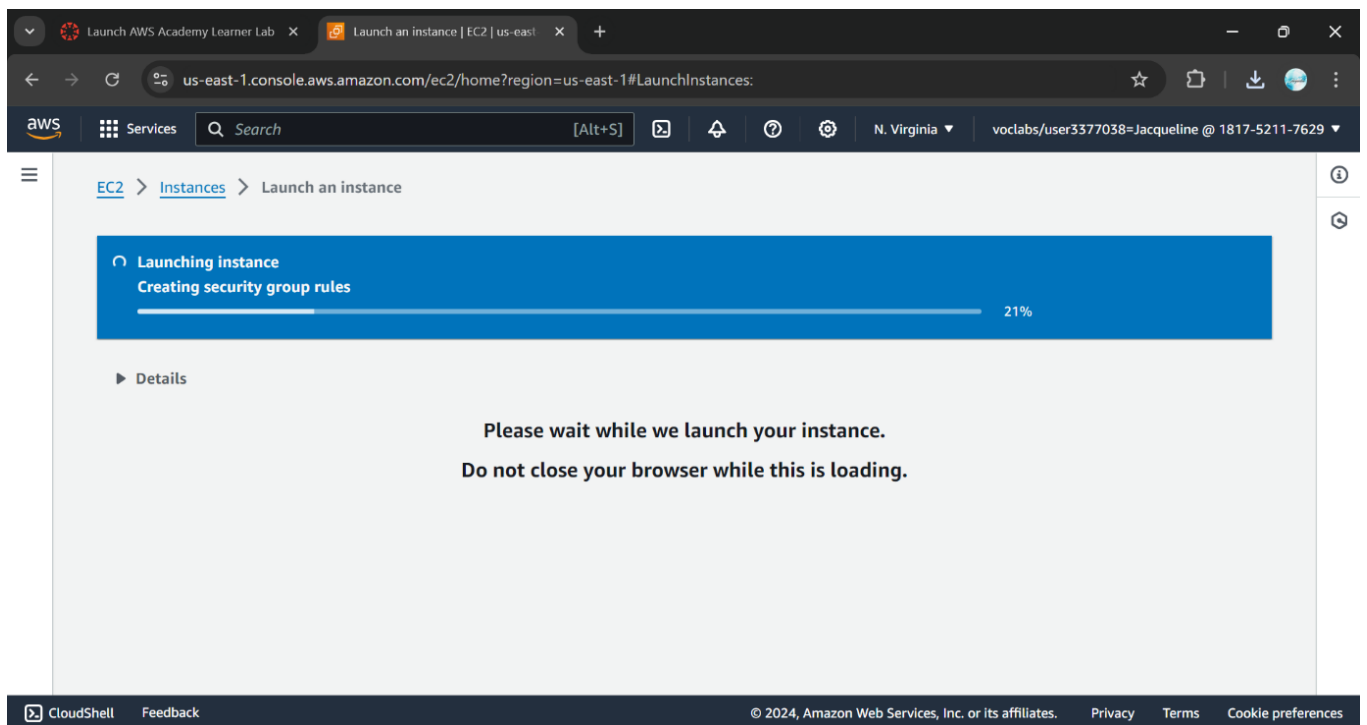 Launch AWS Academy Learner Lab
Launch an instance | EC2 | us-east
us-east-1.console.aws.amazon.com/ec2/home?region=us-east-1#LaunchInstances:
aws
Services
Search
[Alt+S]
N. Virginia
voclabs/user3377038=Jacqueline @ 1817-5211-7629
EC2 > Instances > Launch an instance
Launching instance
Creating security group rules
21%
Details
Please wait while we launch your instance.
Do not close your browser while this is loading.
CloudShell
Feedback
© 2024, Amazon Web Services, Inc. or its affiliates.
Privacy
Terms
Cookie preferences